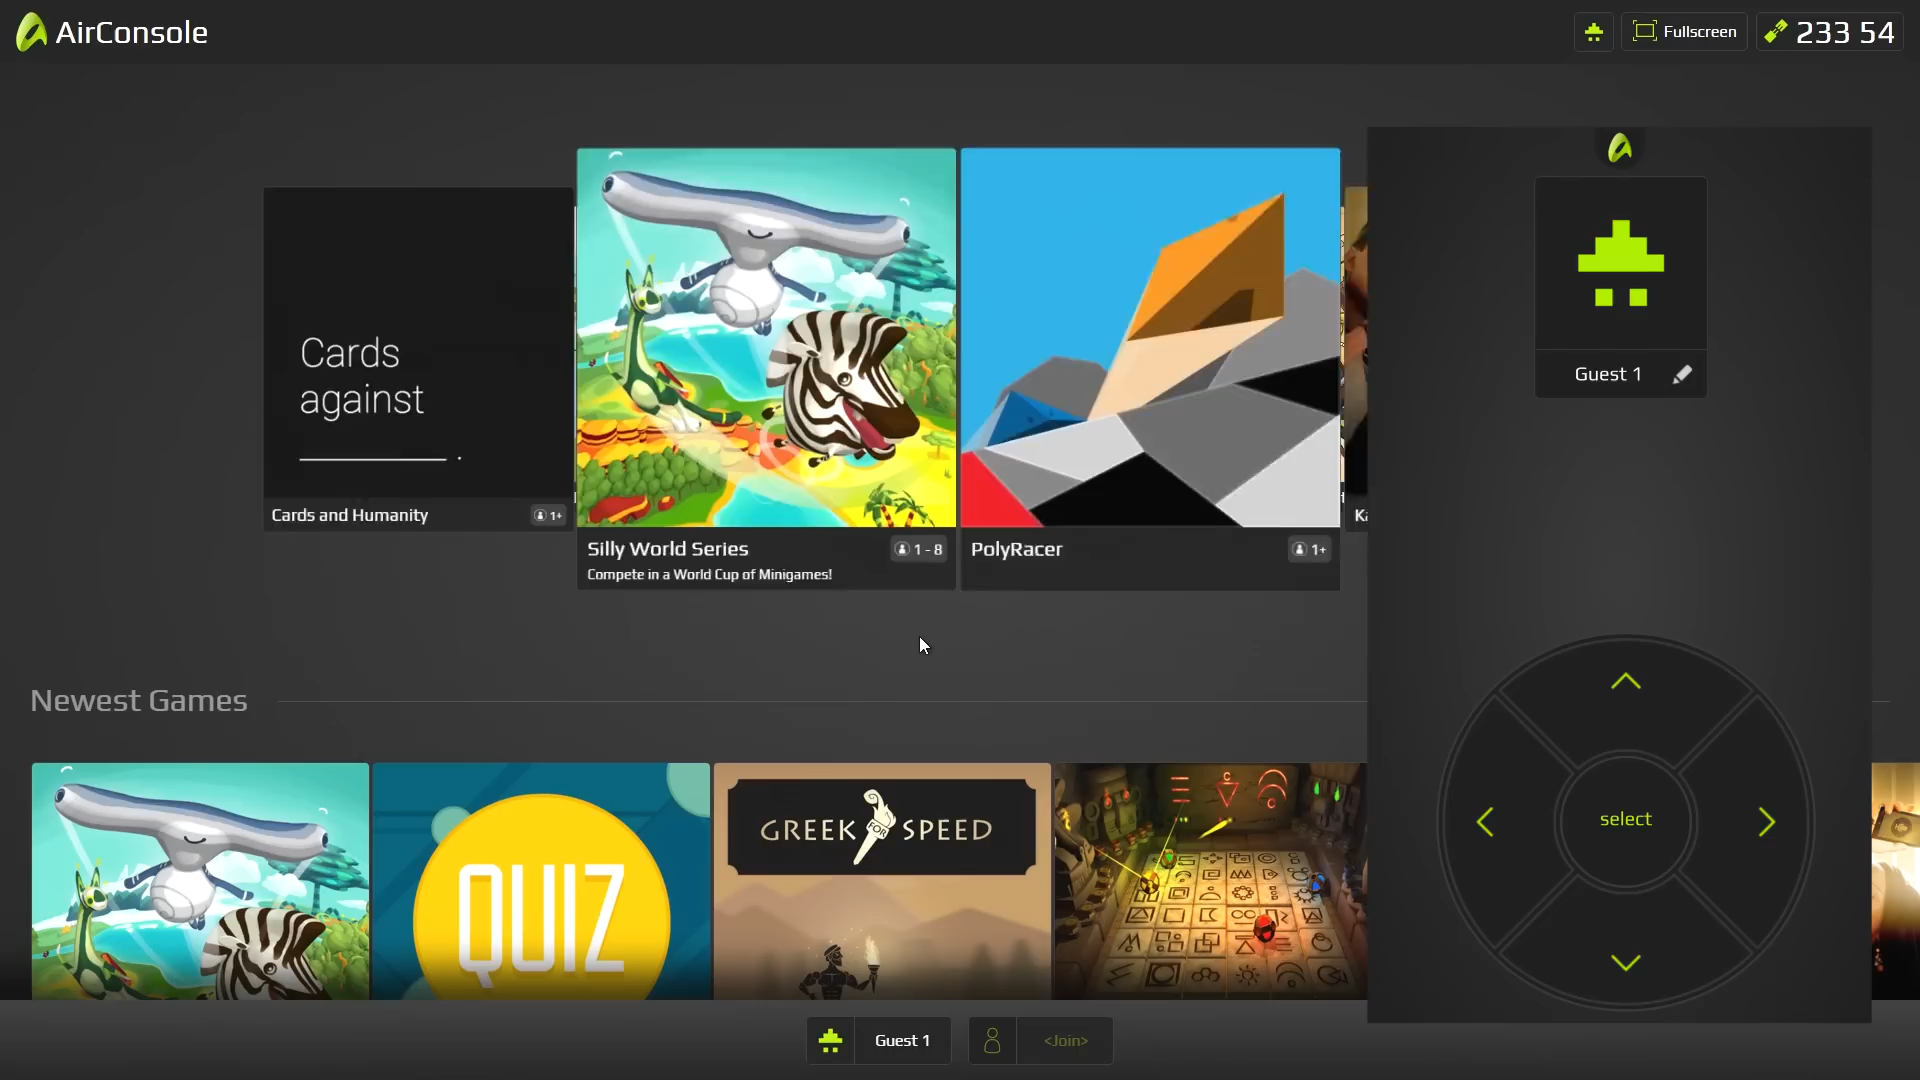 AirConsole
Fullscreen
233 54
Cards
against
Cards and Humanity
1+
Silly World Series
1 - 8
Compete in a World Cup of Minigames!
PolyRacer
1+
Guest 1
select
Newest Games
QUIZ
GREEK FOR SPEED
Guest 1
<Join>